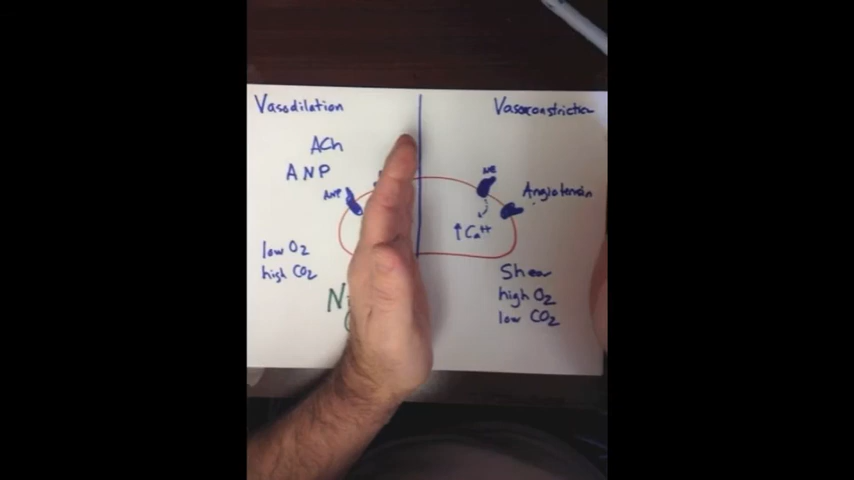 Vasodilation
ACh
ANP
ANP
low O2
high CO2
Vasoconstriction
NE
Angiotensin
↑Ca++
Shear
high O2
low CO2